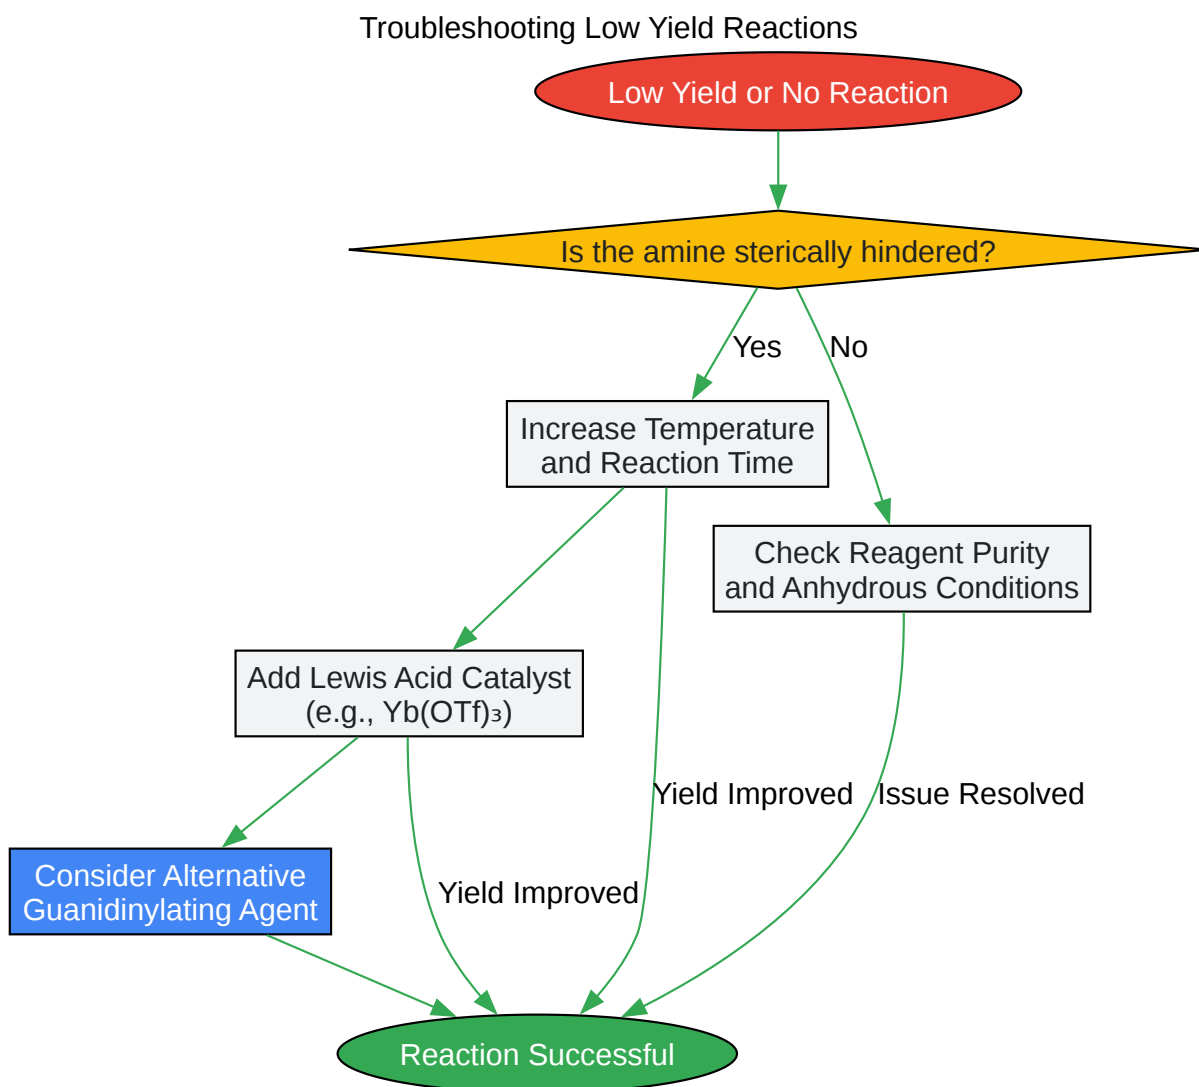 Troubleshooting Low Yield Reactions
Low Yield or No Reaction
Is the amine sterically hindered?
Yes
No
Increase Temperature
and Reaction Time
Check Reagent Purity
and Anhydrous Conditions
Add Lewis Acid Catalyst
(e.g., Yb(OTf)₃)
Yield Improved
Issue Resolved
Consider Alternative
Guanidinylating Agent
Yield Improved
Reaction Successful